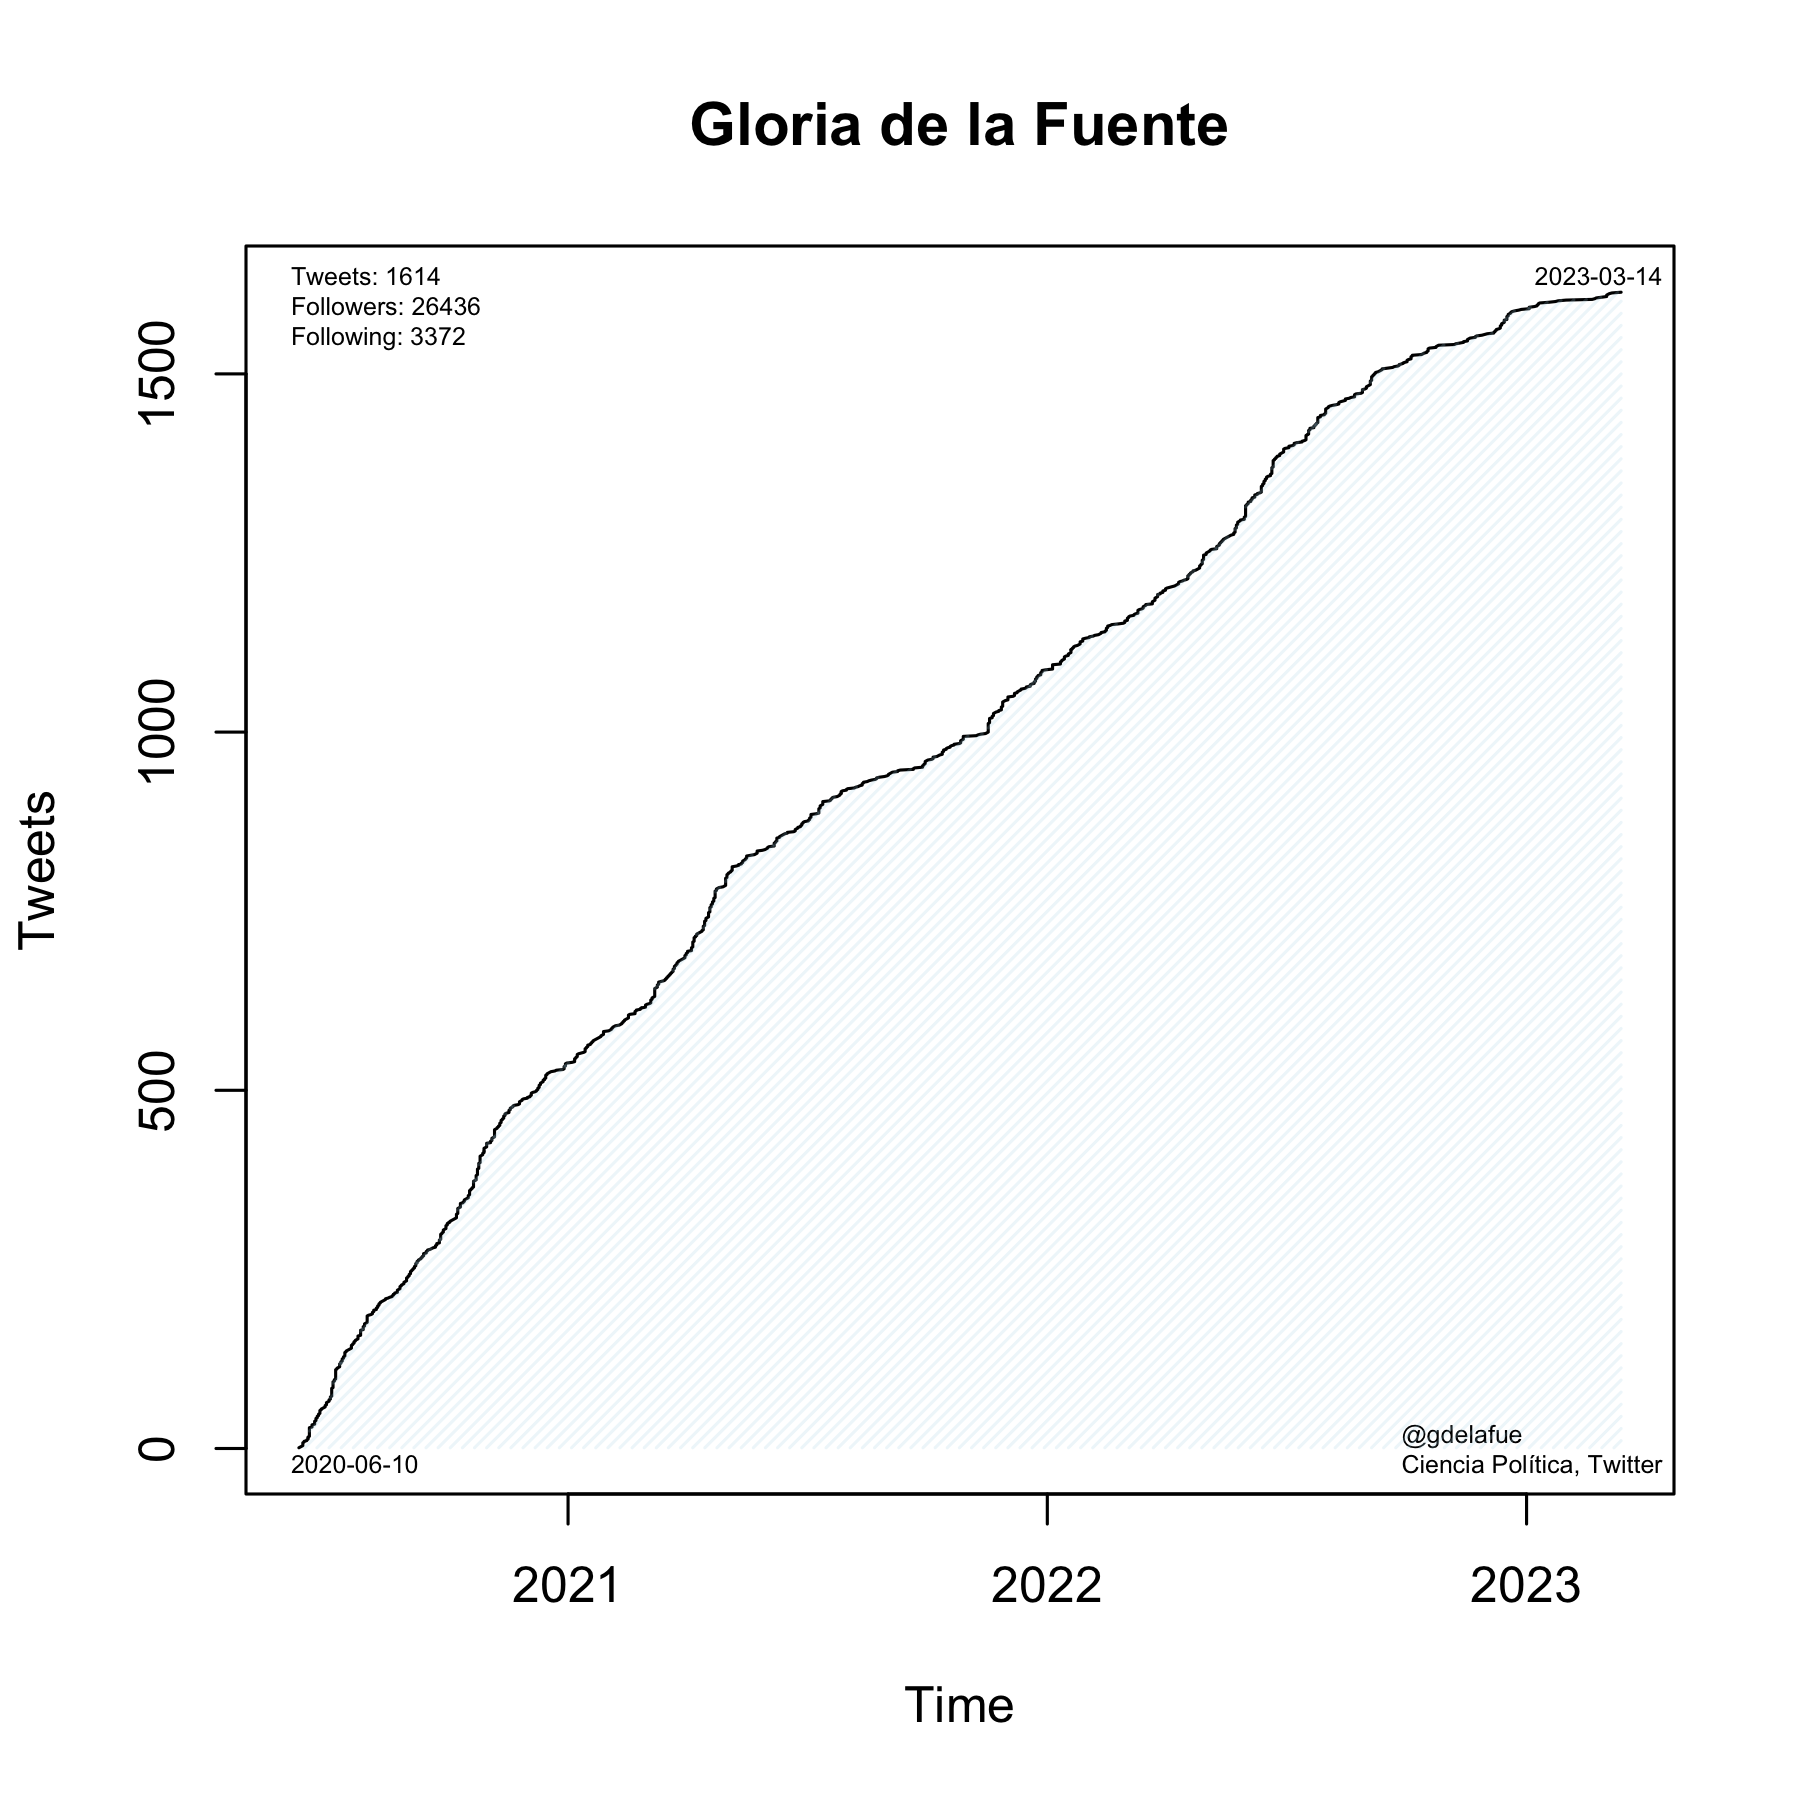 Gloria de la Fuente
Tweets: 1614
Followers: 26436
Following: 3372
2023-03-14
1500
1000
500
0
Tweets
2020-06-10
@gdelafue
Ciencia Política, Twitter
2021
2022
2023
Time